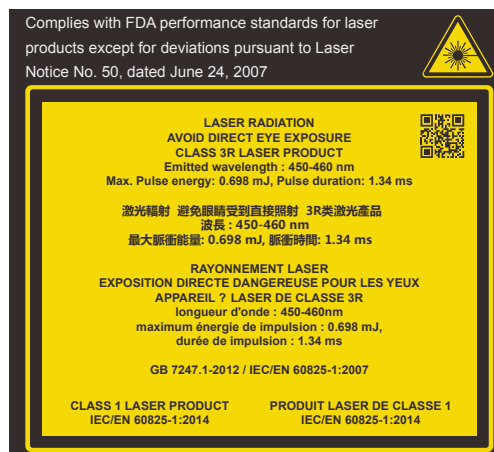 Complies with FDA performance standards for laser
products except for deviations pursuant to Laser
Notice No. 50, dated June 24, 2007
LASER RADIATION
AVOID DIRECT EYE EXPOSURE
CLASS 3R LASER PRODUCT
Emitted wavelength : 450-460 nm
Max. Pulse energy: 0.698 mJ, Pulse duration: 1.34 ms
激光輻射 避免眼睛受到直接照射 3R类激光產品
波長 : 450-460 nm
最大脈衝能量: 0.698 mJ, 脈衝時間: 1.34 ms
RAYONNEMENT LASER
EXPOSITION DIRECTE DANGEREUSE POUR LES YEUX
APPAREIL ? LASER DE CLASSE 3R
longueur d'onde : 450-460nm
maximum énergie de impulsion : 0.698 mJ,
durée de impulsion : 1.34 ms
GB 7247.1-2012 / IEC/EN 60825-1:2007
CLASS 1 LASER PRODUCT PRODUIT LASER DE CLASSE 1
IEC/EN 60825-1:2014 IEC/EN 60825-1:2014